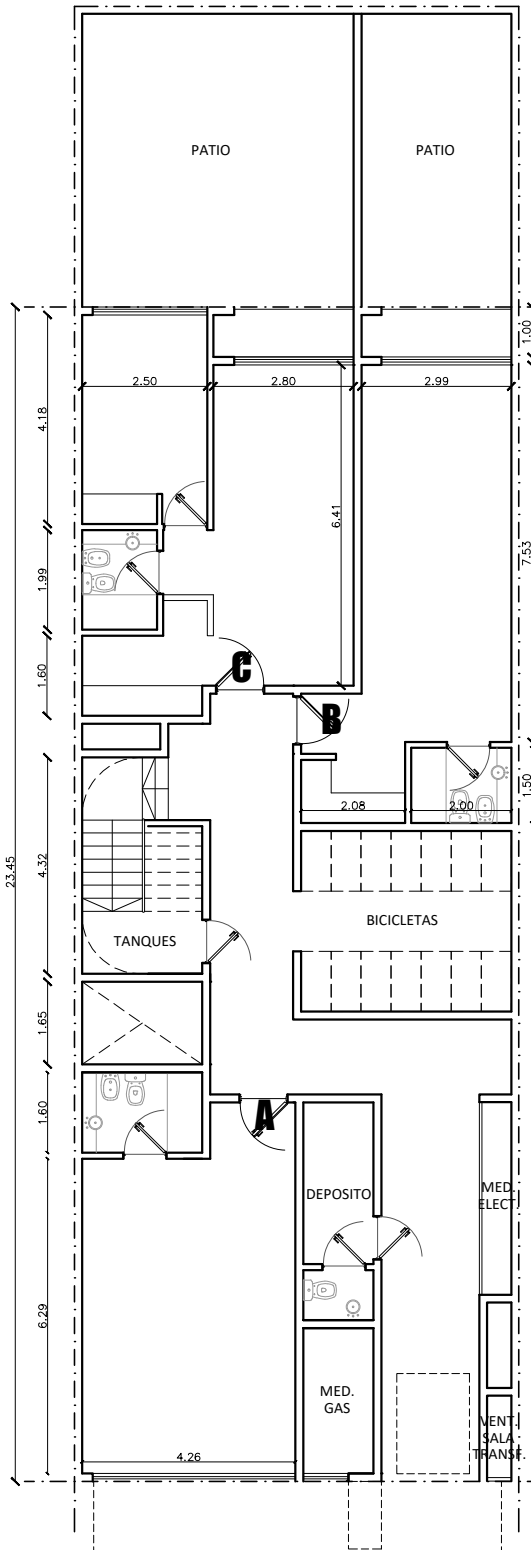 PATIO
PATIO
1.00
2.50
2.80
2.99
4.18
6.41
7.53
1.99
1.60
C
B
1.50
2.08
2.00
23.45
4.32
BICICLETAS
TANQUES
1.65
1.60
A
DEPOSITO
MED.
ELECT.
6.29
MED.
GAS
VENT.
SALA
TRANSF.
4.26